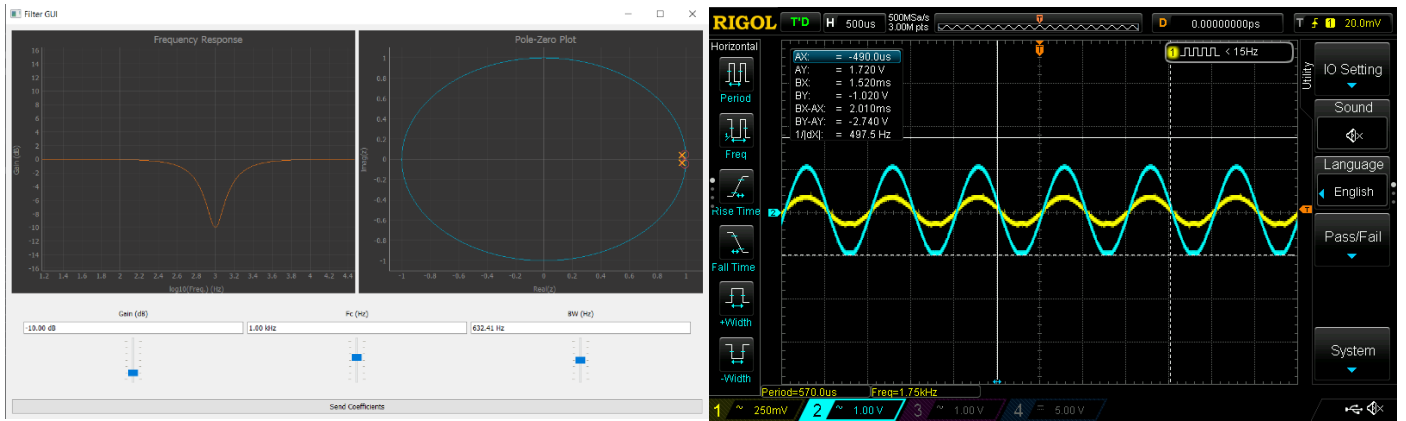 Filter GUI
Frequency Response
16
14
12
10
8
6
4
2
0
-2
-4
-6
-8
-10
-12
-14
-16
Gain (dB)
1.2 1.4 1.6 1.8 2 2.2 2.4 2.6 2.8 3 3.2 3.4 3.6 3.8 4 4.2 4.4
log10(Freq.) (Hz)
Pole-Zero Plot
1
0.8
0.6
0.4
0.2
0
-0.2
-0.4
-0.6
-0.8
-1
Imag(z)
-1 -0.8 -0.6 -0.4 -0.2 0 0.2 0.4 0.6 0.8 1
Real(z)
Gain (dB) Fc (Hz) BW (Hz)
-10.00 dB 1.00 kHz 632.41 Hz
Send Coefficients
RIGOL T'D H 500us 500MSa/s 3.00M pts T D 0.00000000ps T 1 20.0mV
Horizontal
Period
Freq
Rise Time
Fall Time
+Width
-Width
AX: = -490.0us
AY: = 1.720 V
BX: = 1.520ms
BY: = -1.020 V
BX-AX: = 2.010ms
BY-AY: = -2.740 V
1/|dX|: = 497.5 Hz
T
1 < 15Hz
2
T
Utility
IO Setting
Sound
Language
English
Pass/Fail
System
Period=570.0us Freq=1.75kHz
1 ~ 250mV 2 ~ 1.00 V 3 ~ 1.00 V 4 = 5.00 V